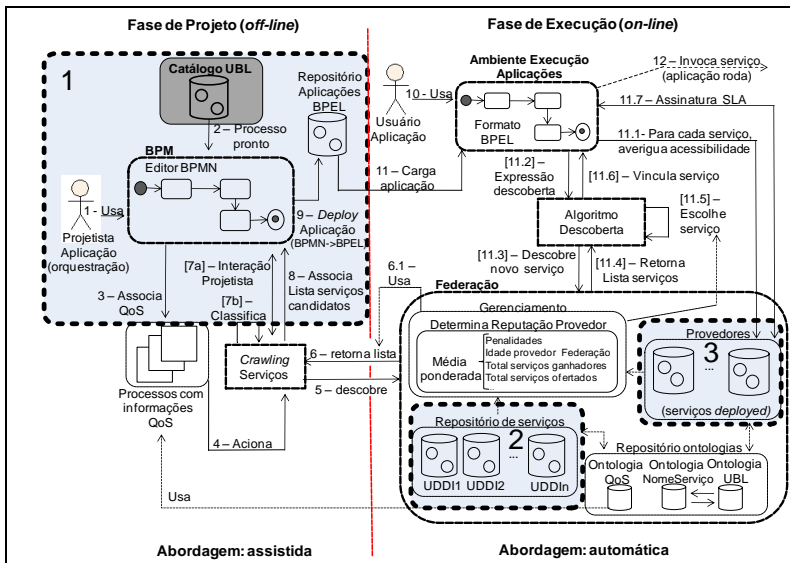 Fase de Projeto (off-line)
Fase de Execução (on-line)
1
Catálogo UBL
Repositório
Aplicações
BPEL
2 – Processo
pronto
BPM
Editor BPMN
1 - Usa
Projetista
Aplicação
(orquestração)
9 – Deploy
Aplicação
(BPMN->BPEL)
3 – Associa
QoS
[7a] – Interação
Projetista
[7b] –
Classifica
8 – Associa
Lista serviços
candidatos
Processos com
informações
QoS
Crawling
Serviços
4 – Aciona
6 – retorna lista
5 – descobre
Usa
Abordagem: assistida
Ambiente Execução
Aplicações
10 - Usa
Usuário
Aplicação
Formato
BPEL
11 – Carga
aplicação
12 – Invoca serviço
(aplicação roda)
11.7 – Assinatura SLA
11.1- Para cada serviço,
averigua acessibilidade
[11.2] –
Expressão
descoberta
[11.6] –
Vincula serviço
Algoritmo
Descoberta
[11.5] –
Escolhe
serviço
[11.3] –
Descobre
novo serviço
[11.4] – Retorna
Lista serviços
6.1 –
Usa
Federação
Gerenciamento
Determina Reputação Provedor
Média
ponderada
Penalidades
Idade provedor Federação
Total serviços ganhadores
Total serviços ofertados
...
Provedores
3
...
(serviços deployed)
Repositório de serviços
2
...
UDDI1 UDDI2 UDDIn
Repositório ontologias
Ontologia
QoS
Ontologia
NomeServiço
Ontologia
UBL
Abordagem: automática